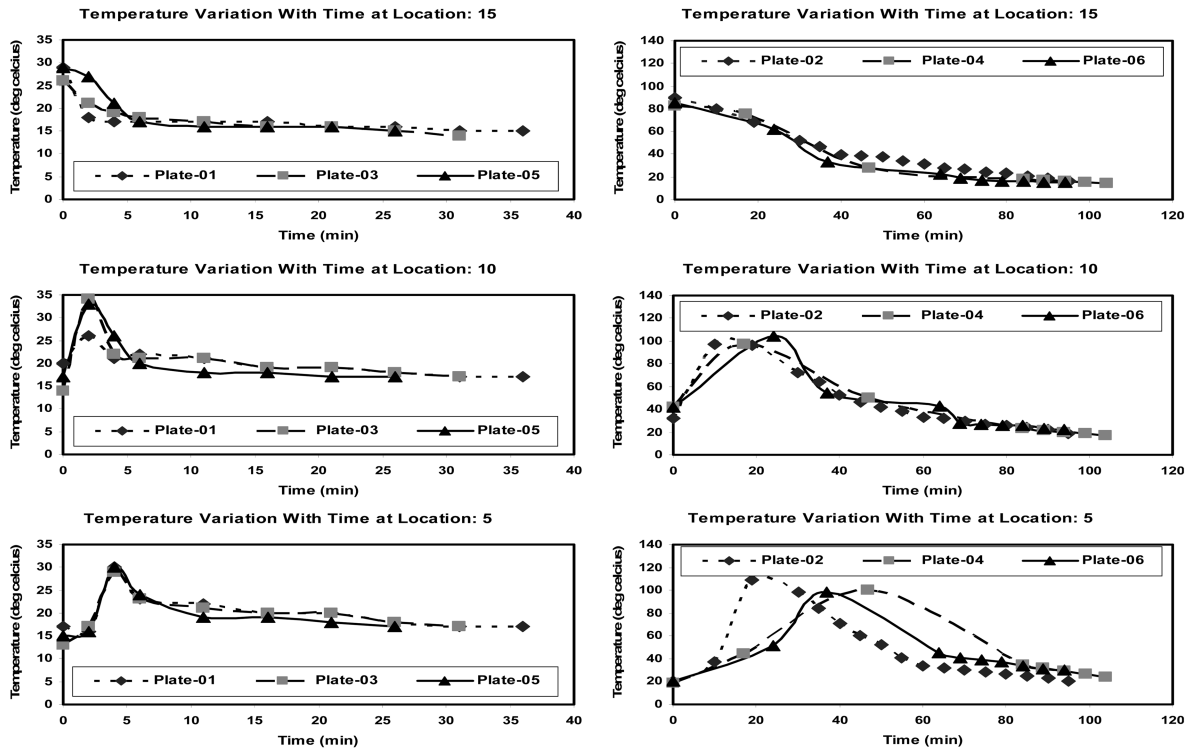 Temperature Variation With Time at Location: 15
Temperature (deg celcius)
35
30
25
20
15
10
5
0
Plate-01 Plate-03 Plate-05
0 5 10 15 20 25 30 35 40
Time (min)
Temperature Variation With Time at Location: 15
Temperature (deg celcius)
140
120
100
80
60
40
20
0
Plate-02 Plate-04 Plate-06
0 20 40 60 80 100 120
Time (min)
Temperature Variation With Time at Location: 10
Temperature (deg celcius)
35
30
25
20
15
10
5
0
Plate-01 Plate-03 Plate-05
0 5 10 15 20 25 30 35 40
Time (min)
Temperature Variation With Time at Location: 10
Temperature (deg celcius)
140
120
100
80
60
40
20
0
Plate-02 Plate-04 Plate-06
0 20 40 60 80 100 120
Time (min)
Temperature Variation With Time at Location: 5
Temperature (deg celcius)
35
30
25
20
15
10
5
0
Plate-01 Plate-03 Plate-05
0 5 10 15 20 25 30 35 40
Time (min)
Temperature Variation With Time at Location: 5
Temperature (deg celcius)
140
120
100
80
60
40
20
0
Plate-02 Plate-04 Plate-06
0 20 40 60 80 100 120
Time (min)